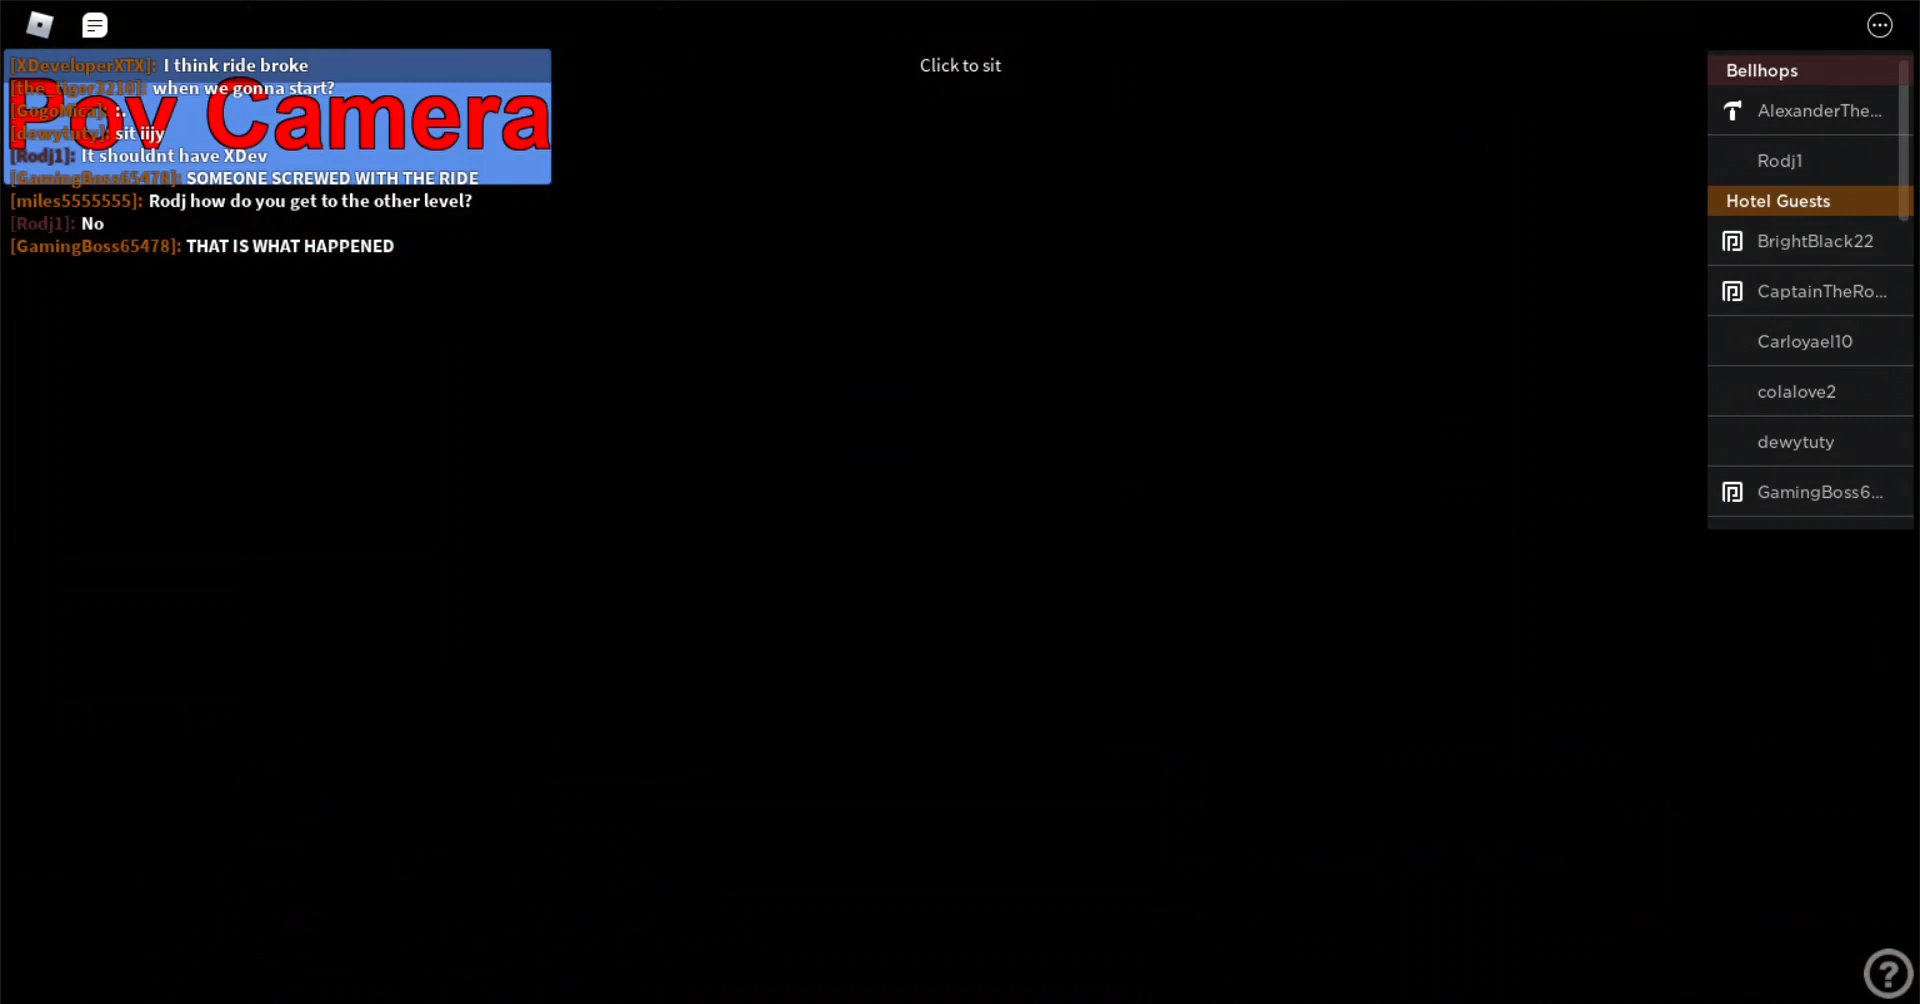 [XDeveloperXTX]: I think ride broke
[the_tiger3210]: when we gonna start?
[GogoMica]: :.
[dewytuty]: sit iijy
[Rodj1]: It shouldnt have XDev
[GamingBoss65478]: SOMEONE SCREWED WITH THE RIDE
[miles5555555]: Rodj how do you get to the other level?
[Rodj1]: No
[GamingBoss65478]: THAT IS WHAT HAPPENED
Pov Camera
Click to sit
Bellhops
AlexanderThe...
Rodj1
Hotel Guests
BrightBlack22
CaptainTheRo...
Carloyael10
colalove2
dewytuty
GamingBoss6...
?